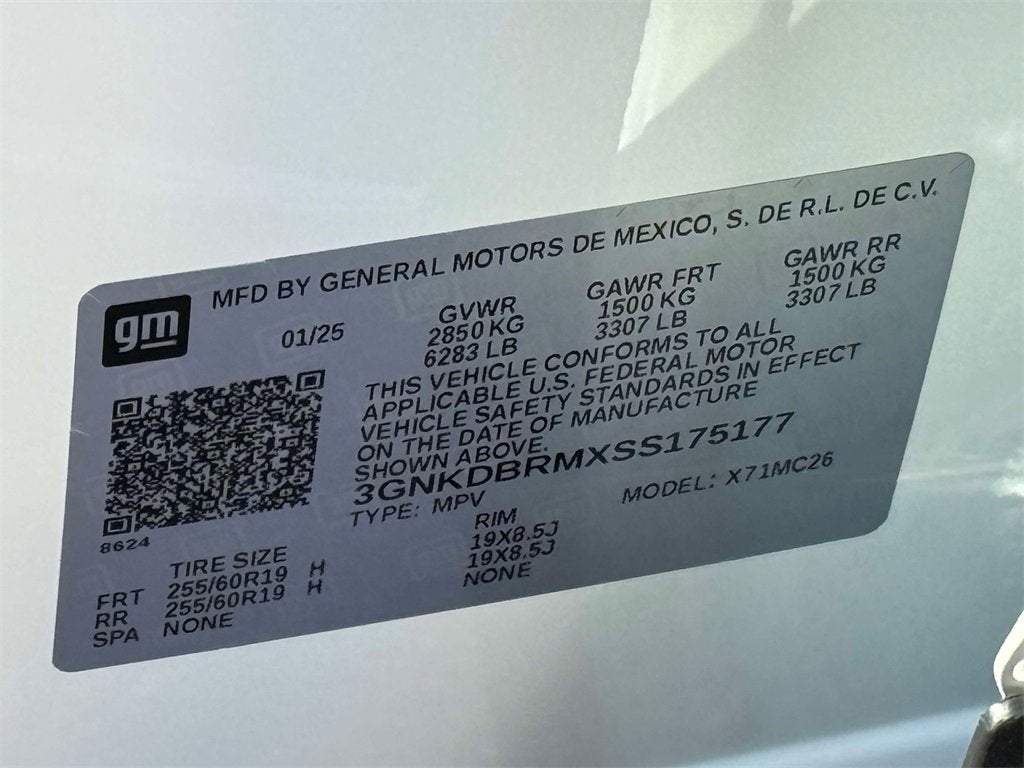 gm
MFD BY GENERAL MOTORS DE MEXICO, S. DE R.L. DE C.V.
01/25
GVWR GAWR FRT GAWR RR
2850 KG 1500 KG 1500 KG
6283 LB 3307 LB 3307 LB
THIS VEHICLE CONFORMS TO ALL
APPLICABLE U.S. FEDERAL MOTOR
VEHICLE SAFETY STANDARDS IN EFFECT
ON THE DATE OF MANUFACTURE
SHOWN ABOVE.
3GNKDBRMXSS175177
TYPE: MPV MODEL: X71MC26
8624
TIRE SIZE RIM
FRT 255/60R19 H 19X8.5J
RR 255/60R19 H 19X8.5J
SPA NONE NONE